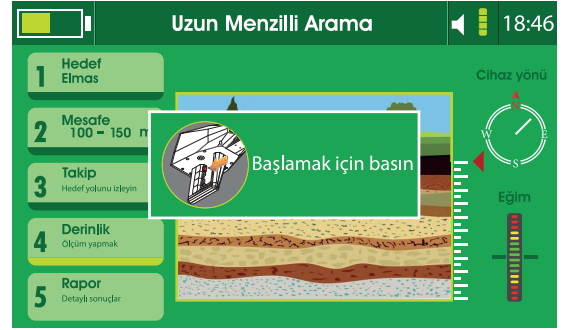 Uzun Menzilli Arama
18:46
1
Hedef
Elmas
2
Mesafe
100 - 150 m
3
Takip
Hedef yolunu izleyin
4
Derinlik
Ölçüm yapmak
5
Rapor
Detaylı sonuçlar
Başlamak için basın
Cihaz yönü
N
W
E
S
Eğim